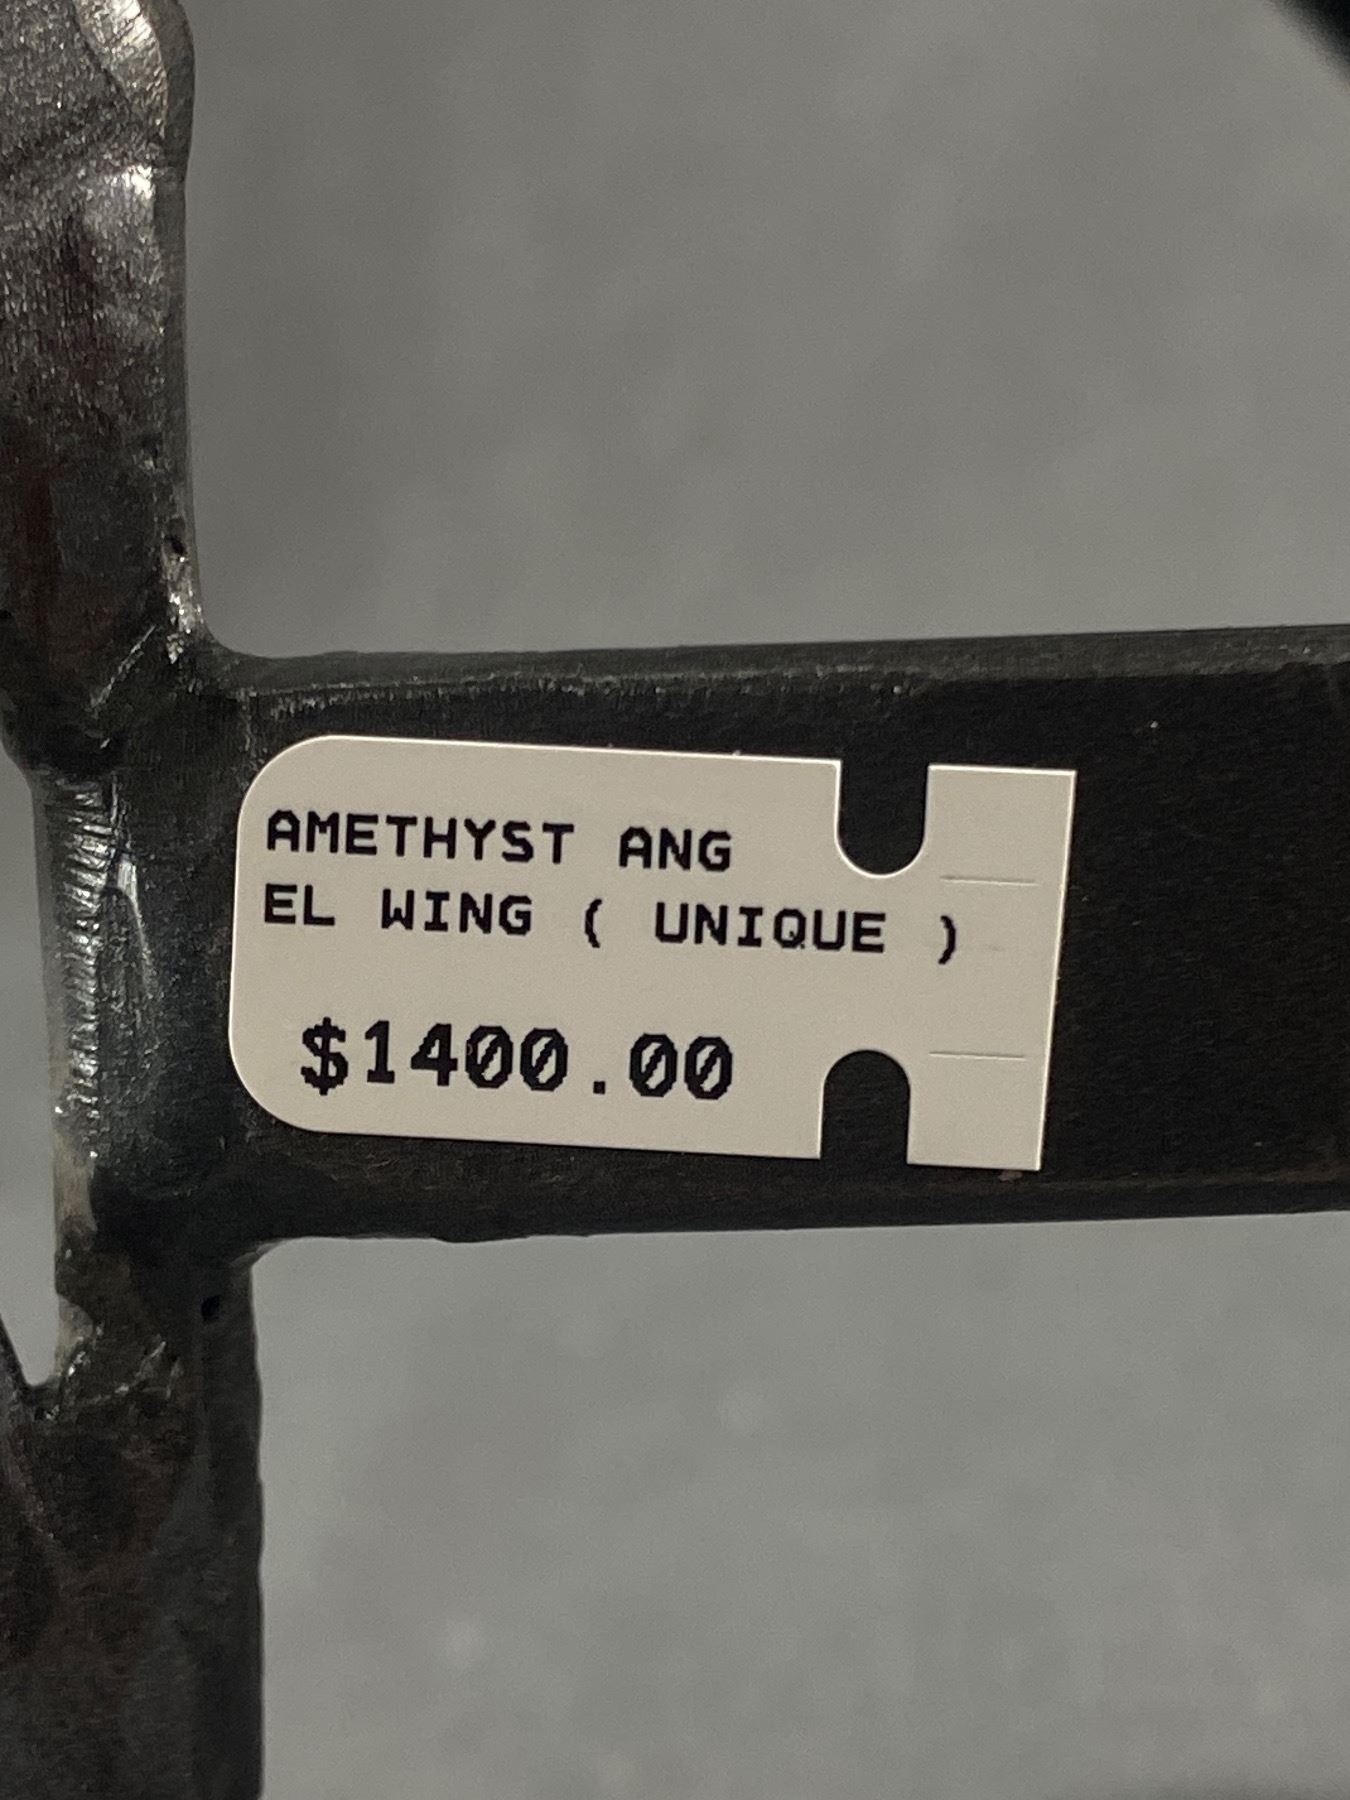 AMETHYST ANG
EL WING ( UNIQUE )
$1400.00